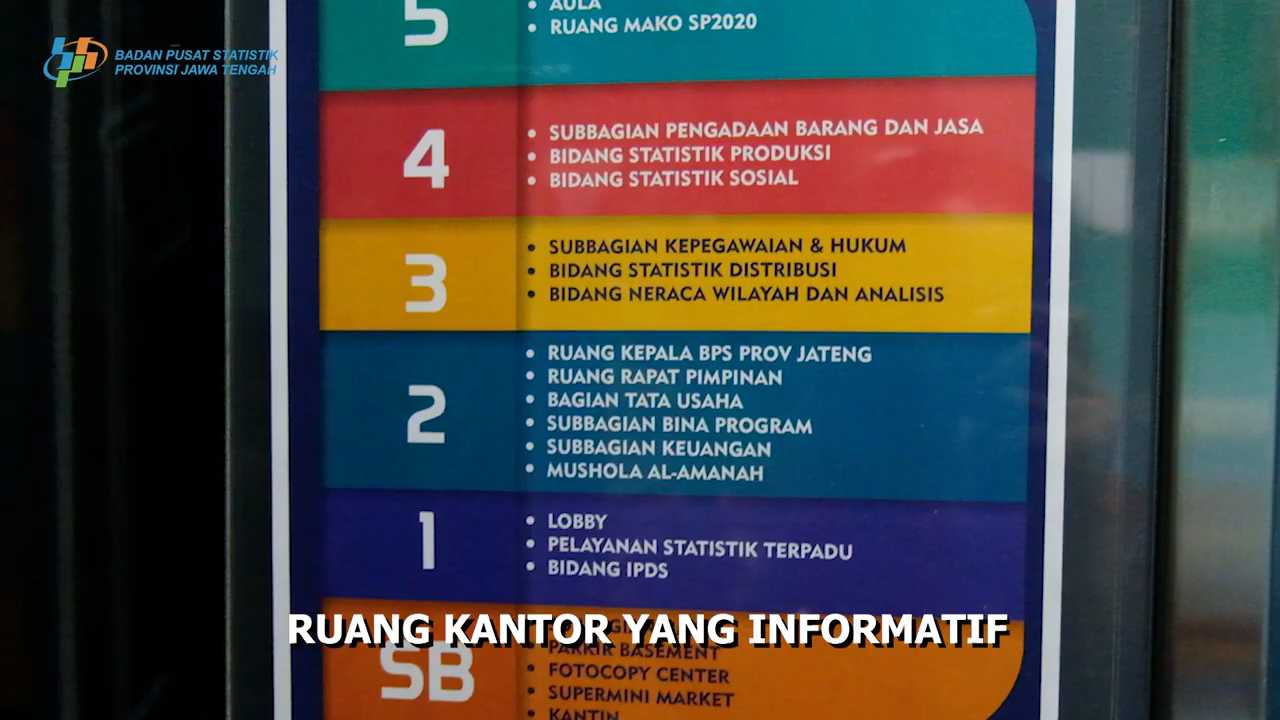 BADAN PUSAT STATISTIK
PROVINSI JAWA TENGAH
5
AULA
RUANG MAKO SP2020
4
SUBBAGIAN PENGADAAN BARANG DAN JASA
BIDANG STATISTIK PRODUKSI
BIDANG STATISTIK SOSIAL
3
SUBBAGIAN KEPEGAWAIAN & HUKUM
BIDANG STATISTIK DISTRIBUSI
BIDANG NERACA WILAYAH DAN ANALISIS
2
RUANG KEPALA BPS PROV JATENG
RUANG RAPAT PIMPINAN
BAGIAN TATA USAHA
SUBBAGIAN BINA PROGRAM
SUBBAGIAN KEUANGAN
MUSHOLA AL-AMANAH
1
LOBBY
PELAYANAN STATISTIK TERPADU
BIDANG IPDS
RUANG KANTOR YANG INFORMATIF
SB
PARKIR BASEMENT
FOTOCOPY CENTER
SUPERMINI MARKET
KANTIN